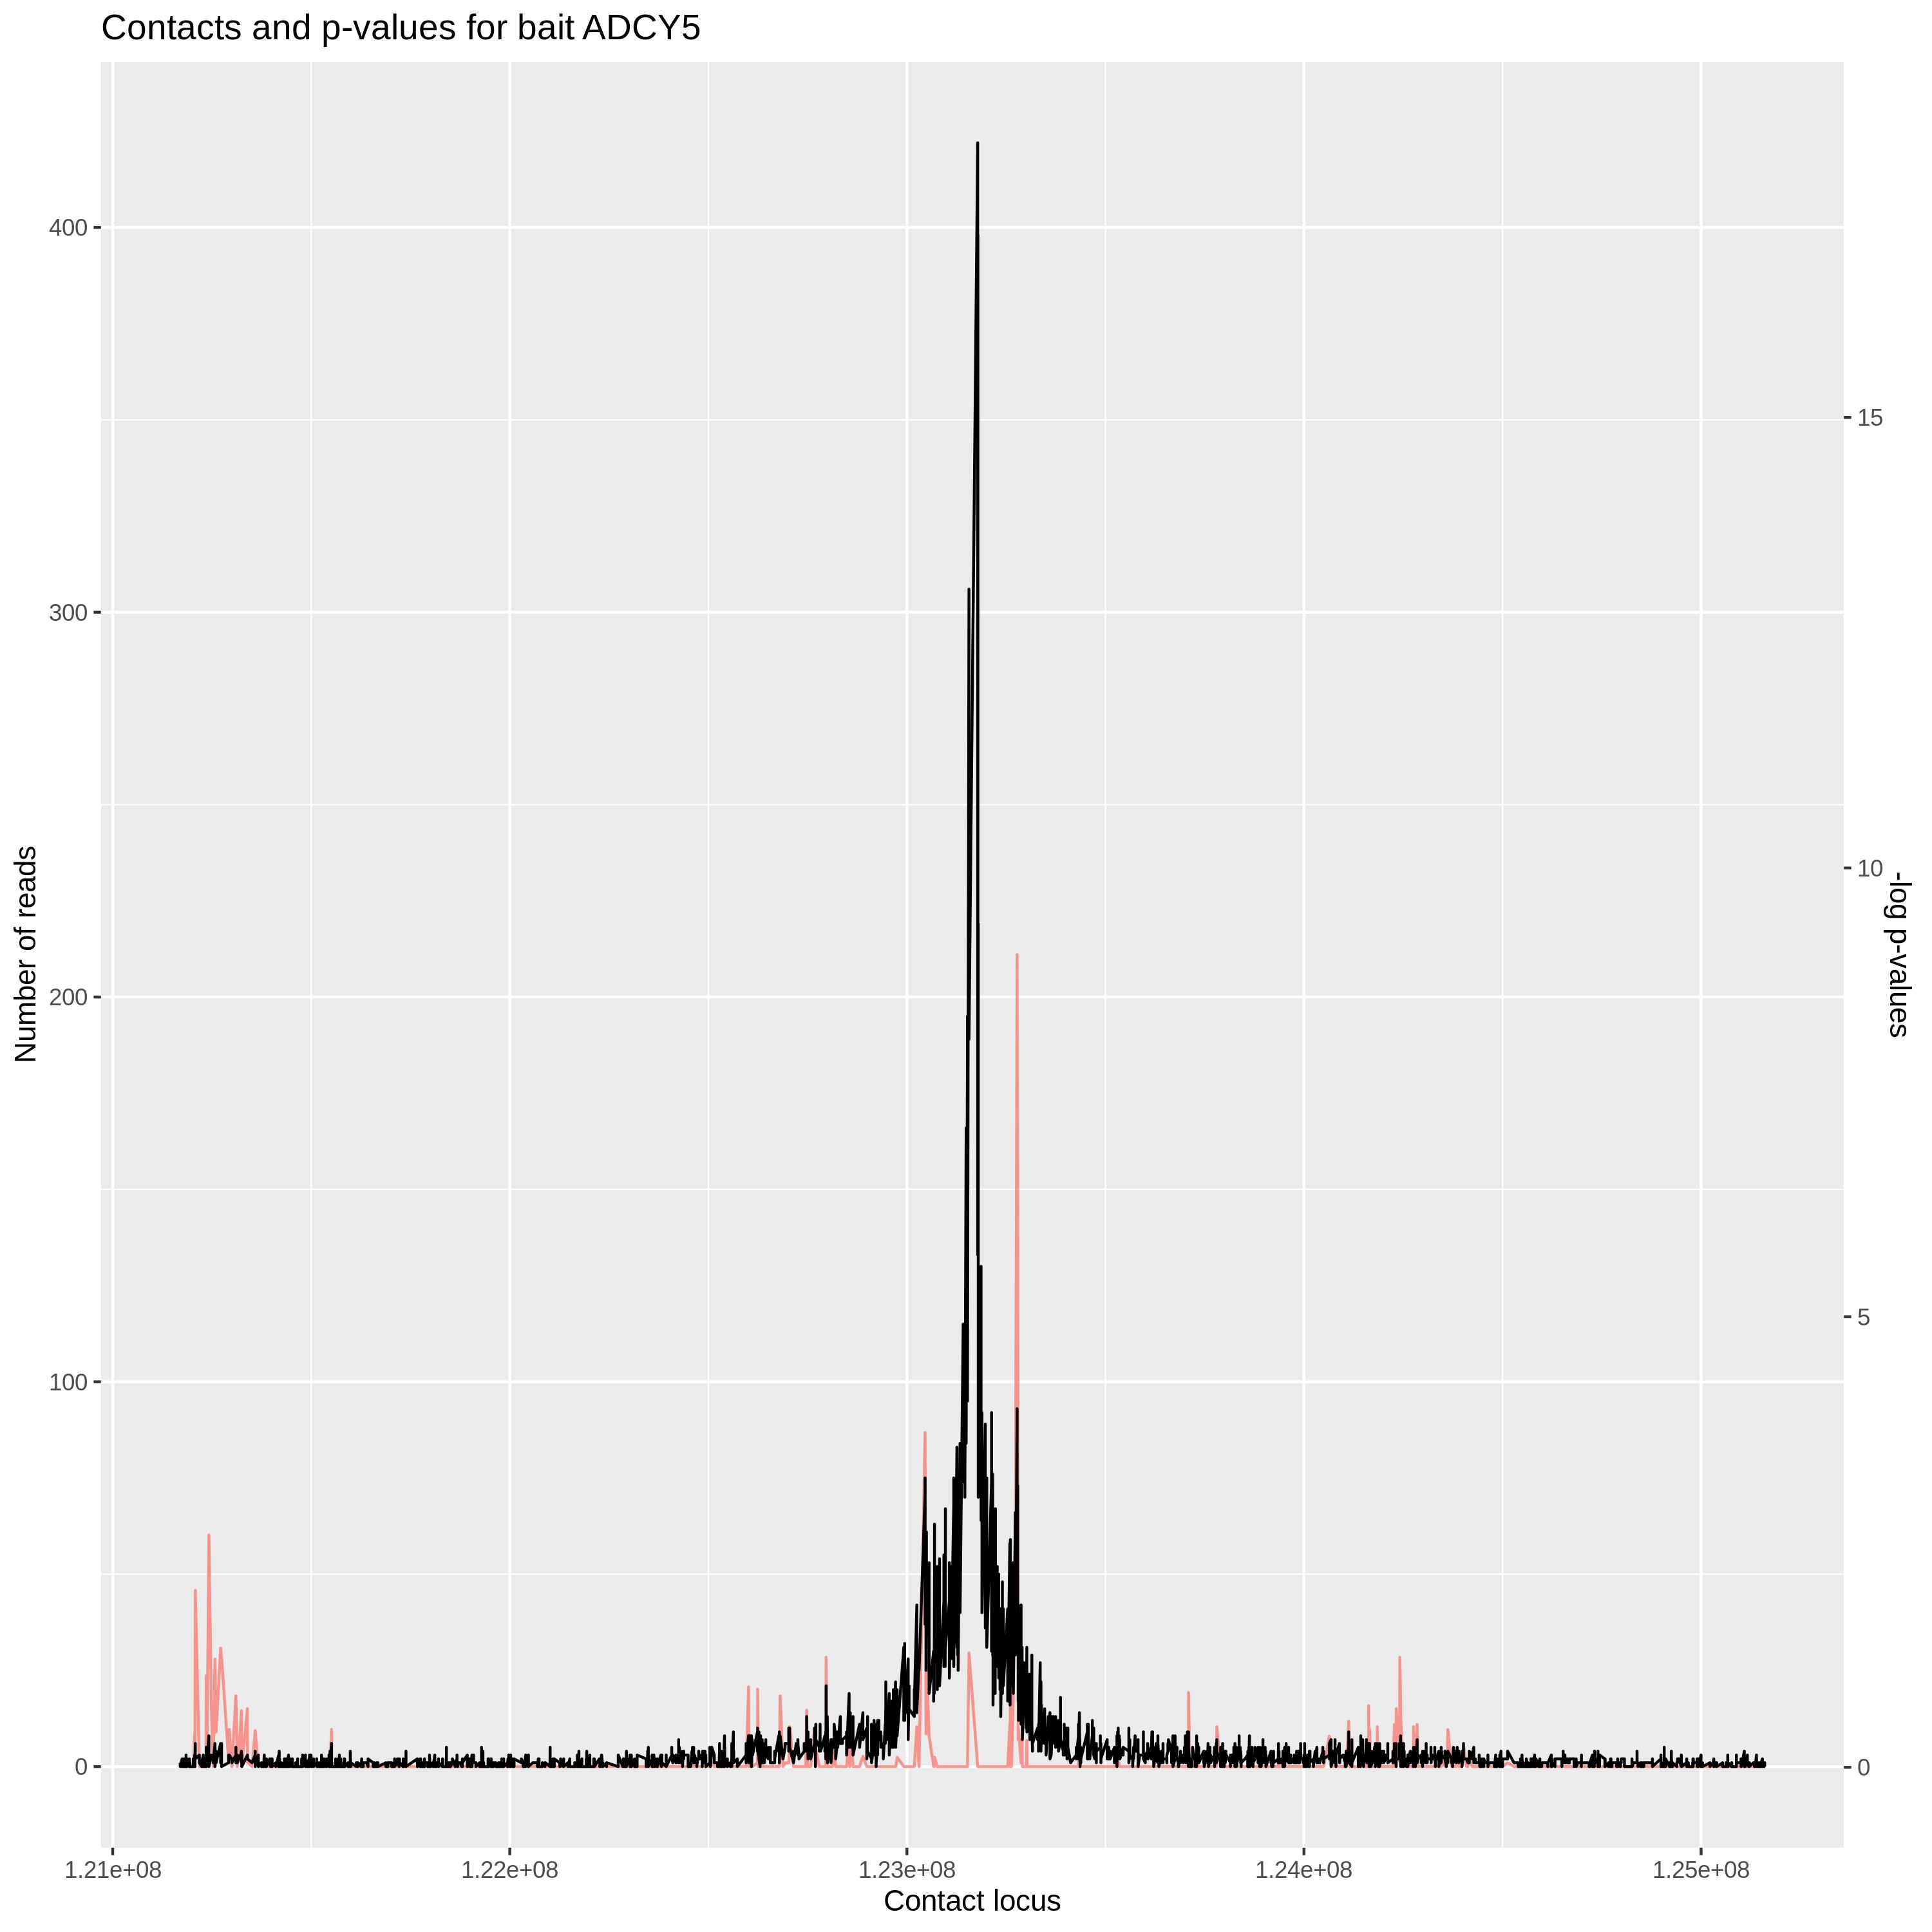 Contacts and p-values for bait ADCY5
Number of reads
400
300
200
100
0
15
10
5
0
-log p-values
1.21e+08
1.22e+08
1.23e+08
1.24e+08
1.25e+08
Contact locus